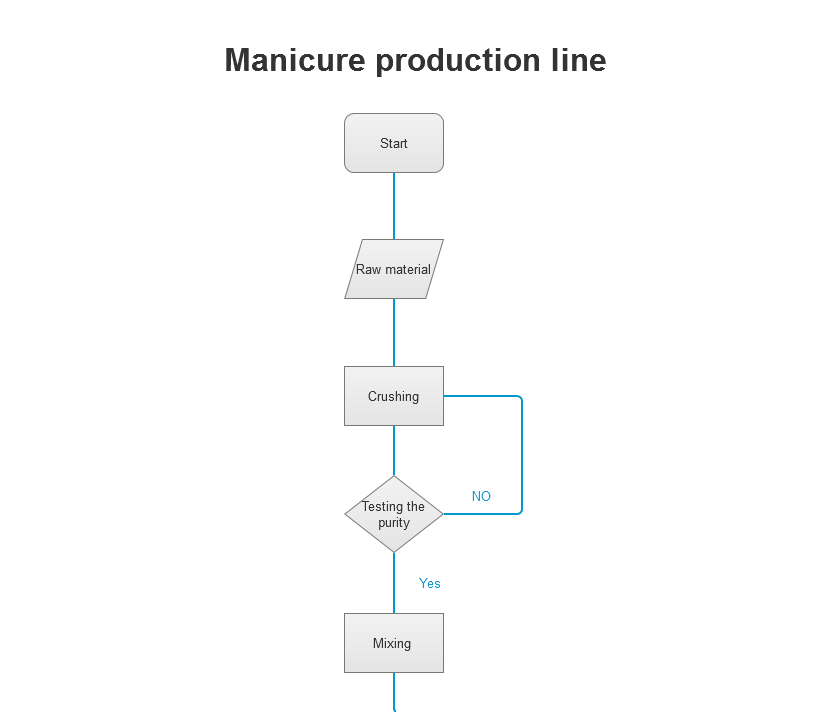 Manicure production line
Start
Raw material
Crushing
Testing the
purity
NO
Yes
Mixing